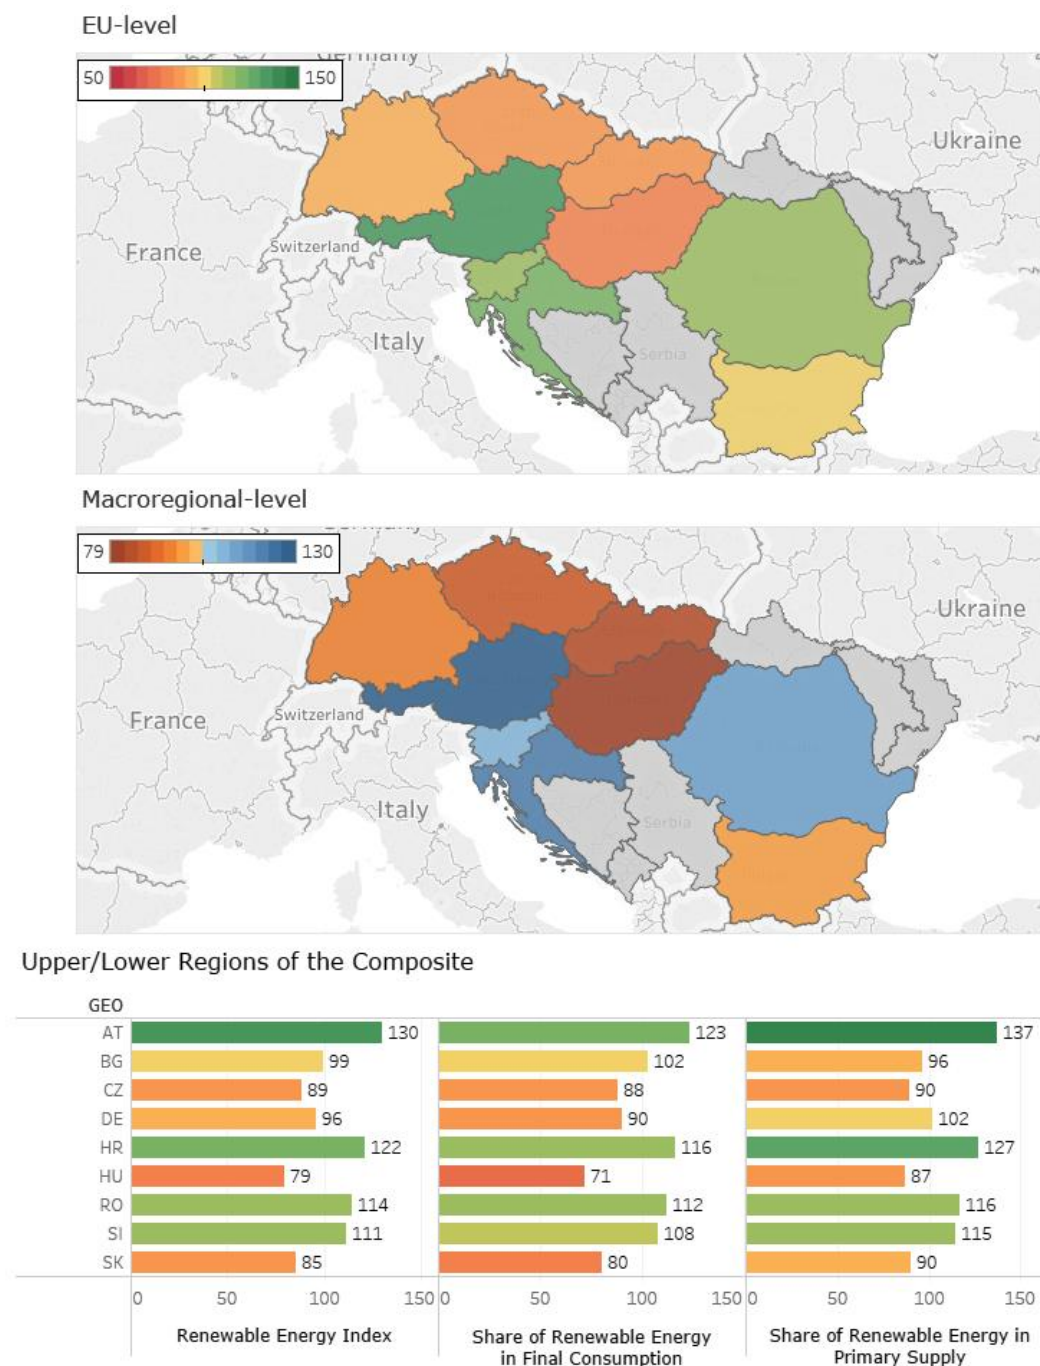 EU-level
Germany
50 150
Ukraine
France
Switzerland
Italy
Serbia
Macroregional-level
79 130
Ukraine
France
Switzerland
Italy
Serbia
Upper/Lower Regions of the Composite
GEO
AT 130 123 137
BG 99 102 96
CZ 89 88 90
DE 96 90 102
HR 122 116 127
HU 79 71 87
RO 114 112 116
SI 111 108 115
SK 85 80 90
0 50 100 150 0 50 100 150 0 50 100 150
Renewable Energy Index
Share of Renewable Energy
in Final Consumption
Share of Renewable Energy in
Primary Supply